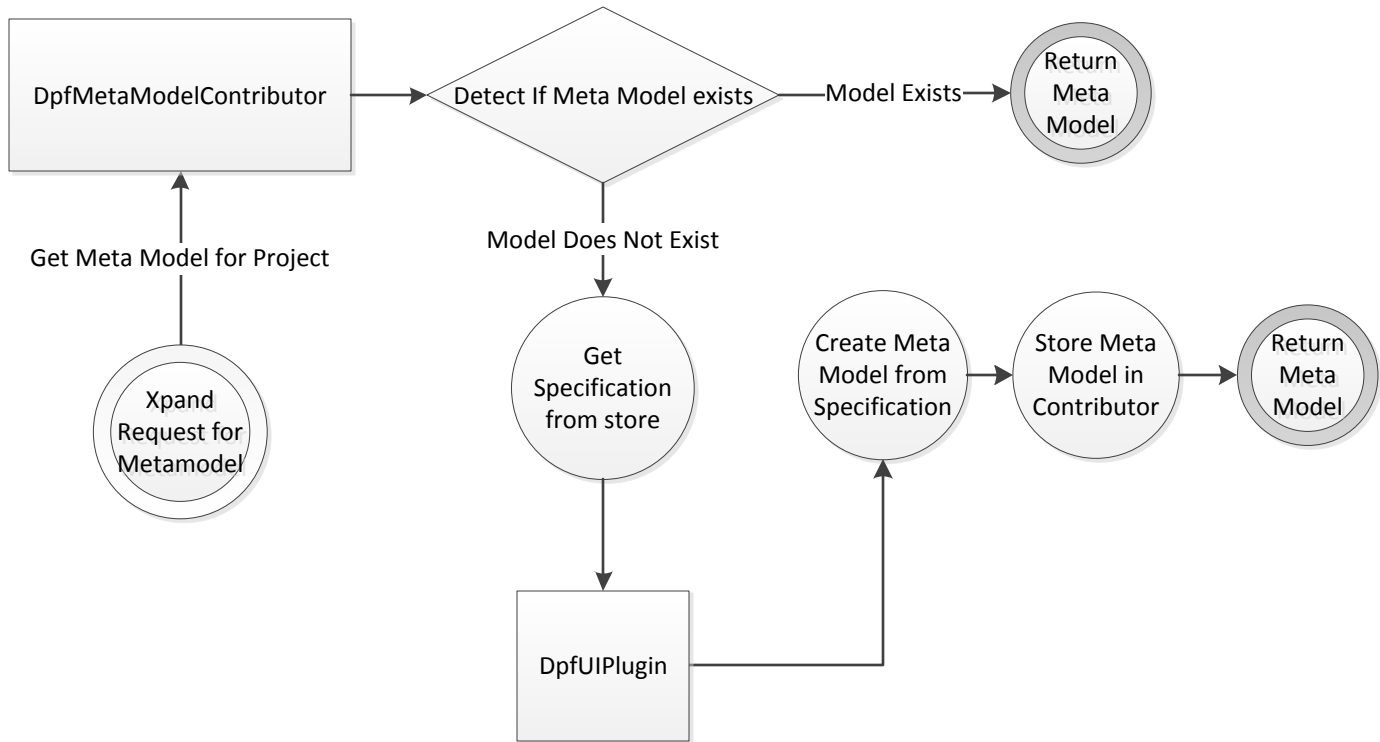 DpfMetaModelContributor
Detect If Meta Model exists
Model Exists
Return
Meta
Model
Get Meta Model for Project
Model Does Not Exist
Xpand
Request for
Metamodel
Get
Specification
from store
Create Meta
Model from
Specification
Store Meta
Model in
Contributor
Return
Meta
Model
DpfUIPlugin